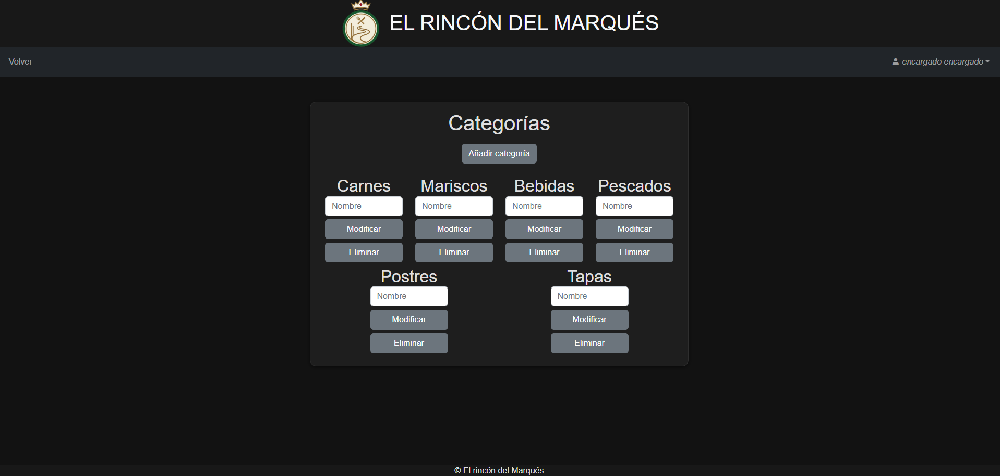 EL RINCÓN DEL MARQUÉS
Volver
encargado encargado
Categorías
Añadir categoría
Carnes Mariscos Bebidas Pescados
Nombre Nombre Nombre Nombre
Modificar Modificar Modificar Modificar
Eliminar Eliminar Eliminar Eliminar
Postres Tapas
Nombre Nombre
Modificar Modificar
Eliminar Eliminar
© El rincón del Marqués